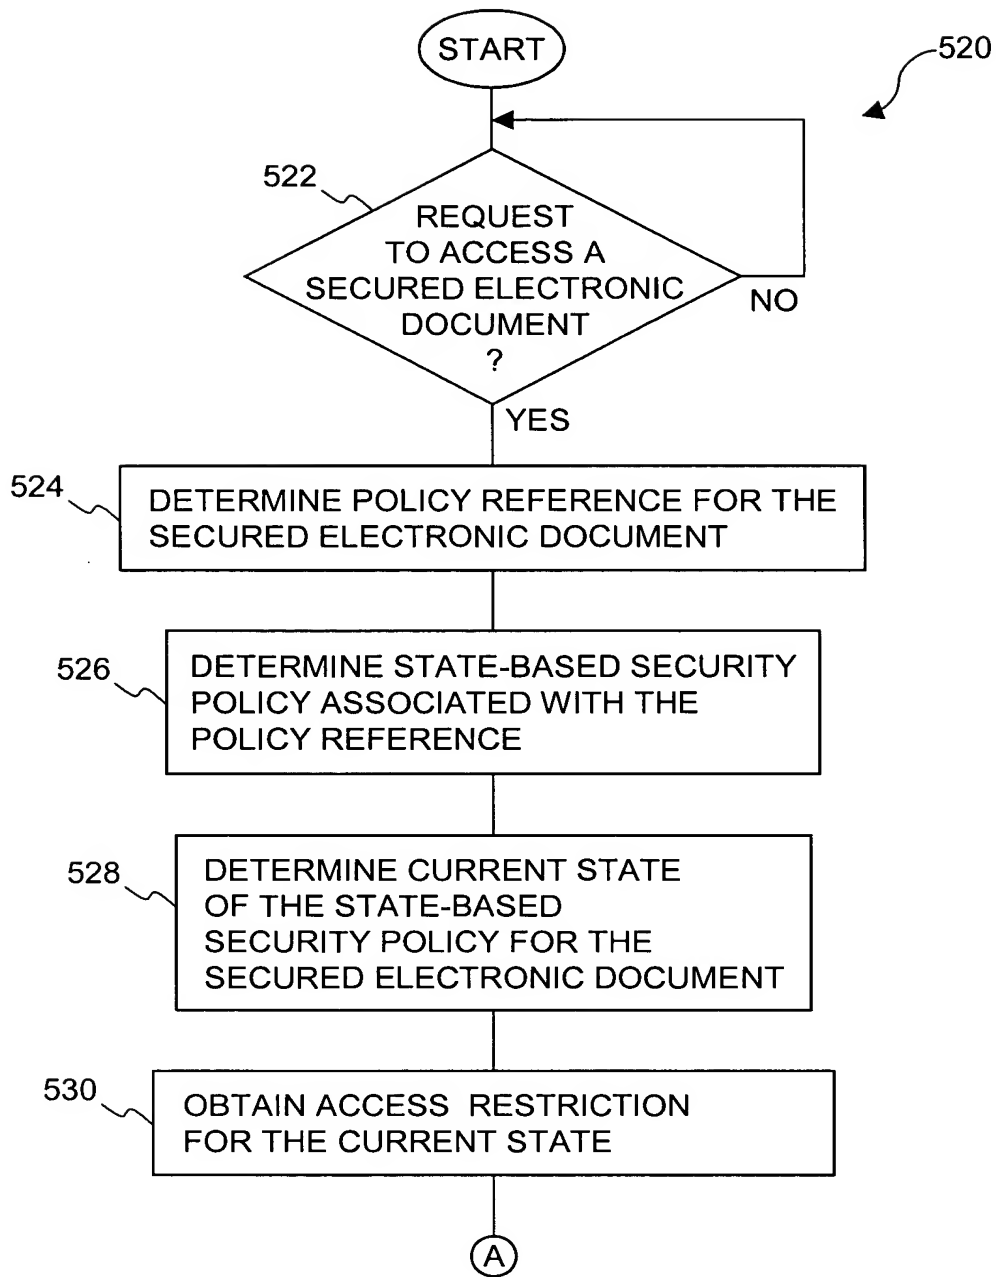 START
520
522
REQUEST
TO ACCESS A
SECURED ELECTRONIC
DOCUMENT
?
NO
YES
524
DETERMINE POLICY REFERENCE FOR THE
SECURED ELECTRONIC DOCUMENT
526
DETERMINE STATE-BASED SECURITY
POLICY ASSOCIATED WITH THE
POLICY REFERENCE
528
DETERMINE CURRENT STATE
OF THE STATE-BASED
SECURITY POLICY FOR THE
SECURED ELECTRONIC DOCUMENT
530
OBTAIN ACCESS RESTRICTION
FOR THE CURRENT STATE
A